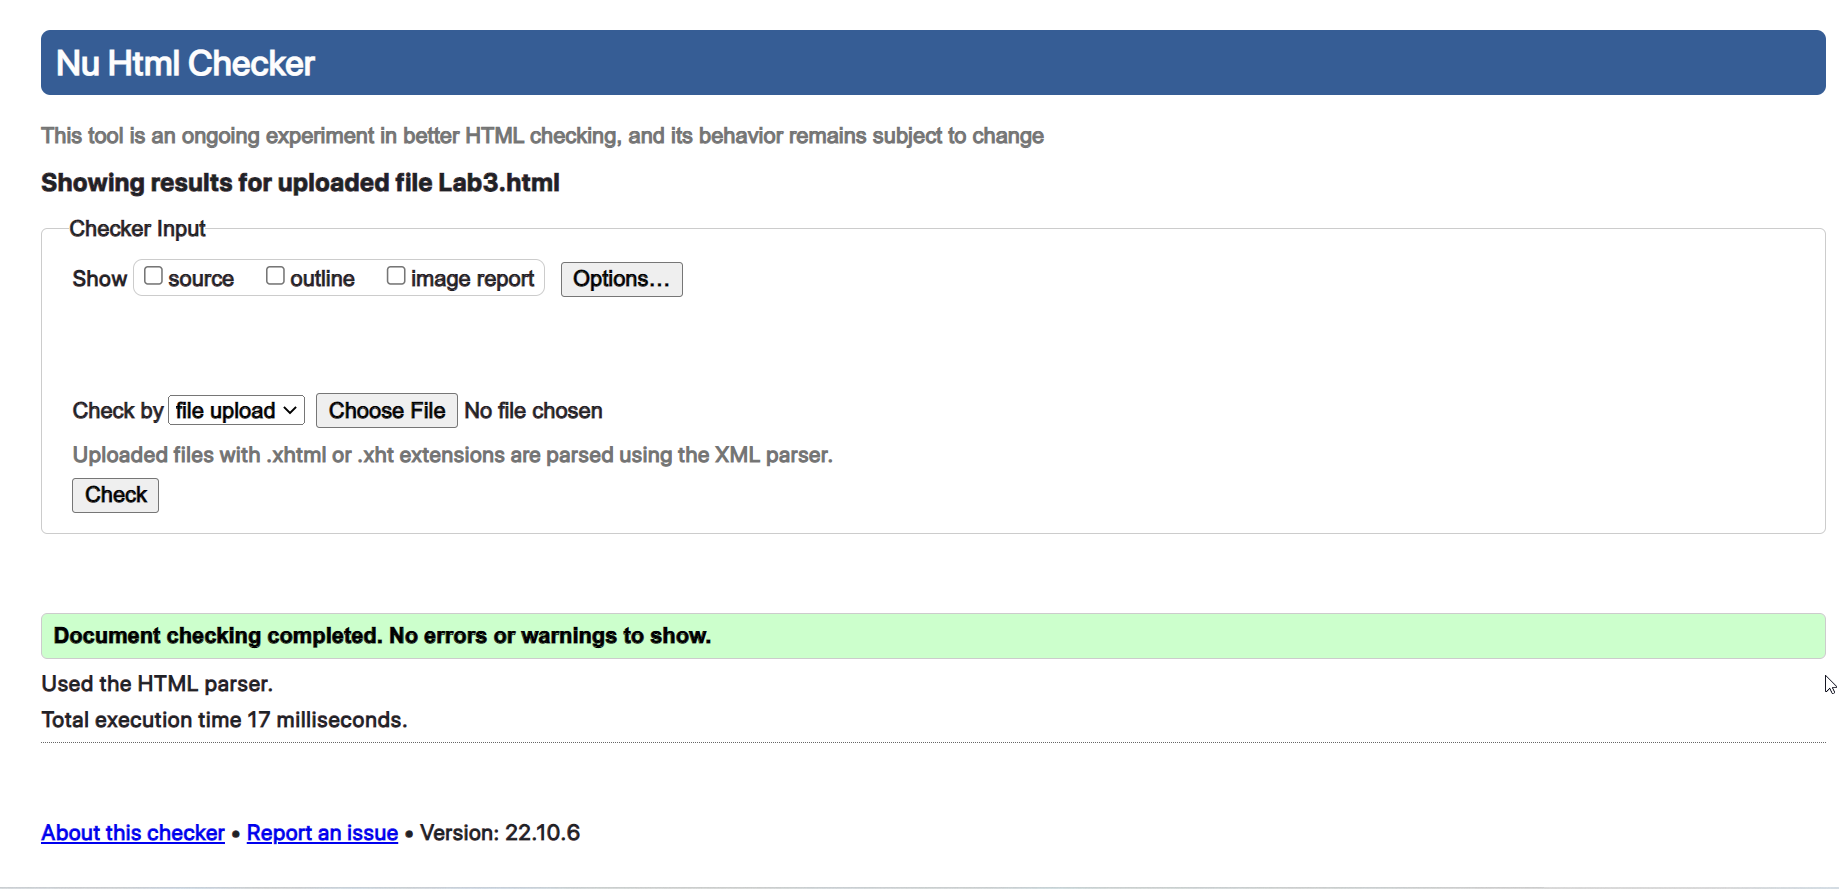 Nu Html Checker
This tool is an ongoing experiment in better HTML checking, and its behavior remains subject to change
Showing results for uploaded file Lab3.html
Checker Input
Show source outline image report Options...
Check by file upload Choose File No file chosen
Uploaded files with .xhtml or .xht extensions are parsed using the XML parser.
Check
Document checking completed. No errors or warnings to show.
Used the HTML parser.
Total execution time 17 milliseconds.
About this checker • Report an issue • Version: 22.10.6